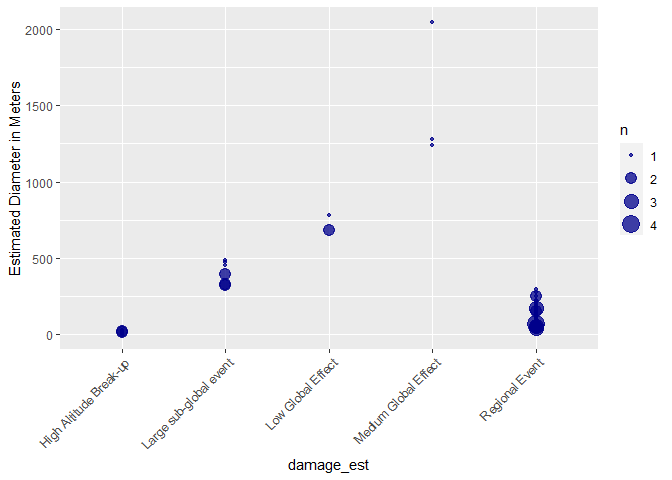 Estimated Diameter in Meters
2000
1500
1000
500
0
High Altitude Break-up
Large sub-global event
Low Global Effect
Medium Global Effect
Regional Event
damage_est
n
1
2
3
4